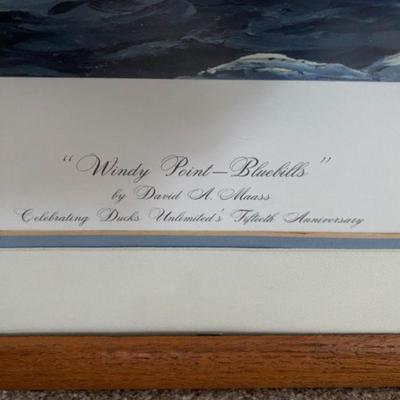 "Windy Point—Bluebills"
by David A. Maass
Celebrating Ducks Unlimited's Fiftieth Anniversary